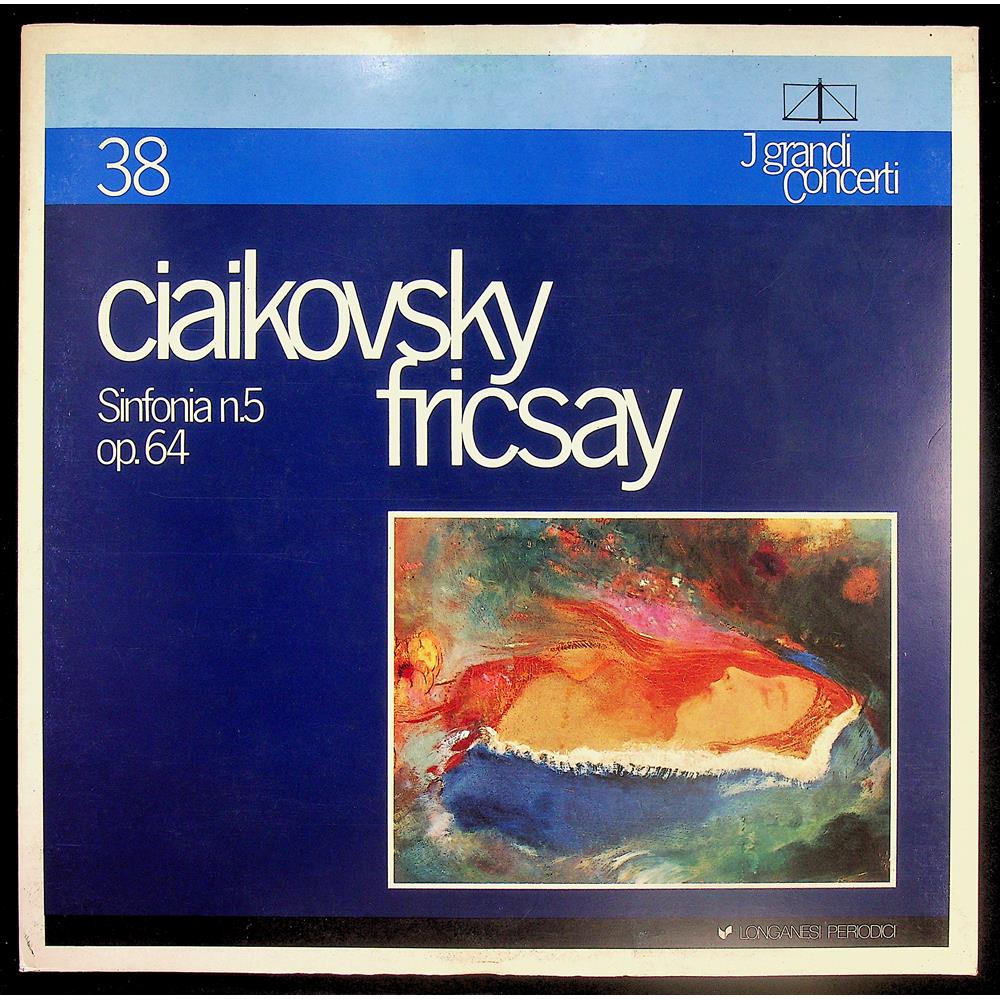 38
J grandi
Concerti
ciaikovsky
Sinfonia n.5
op. 64
fricsay
LONGANESI PERIODICI